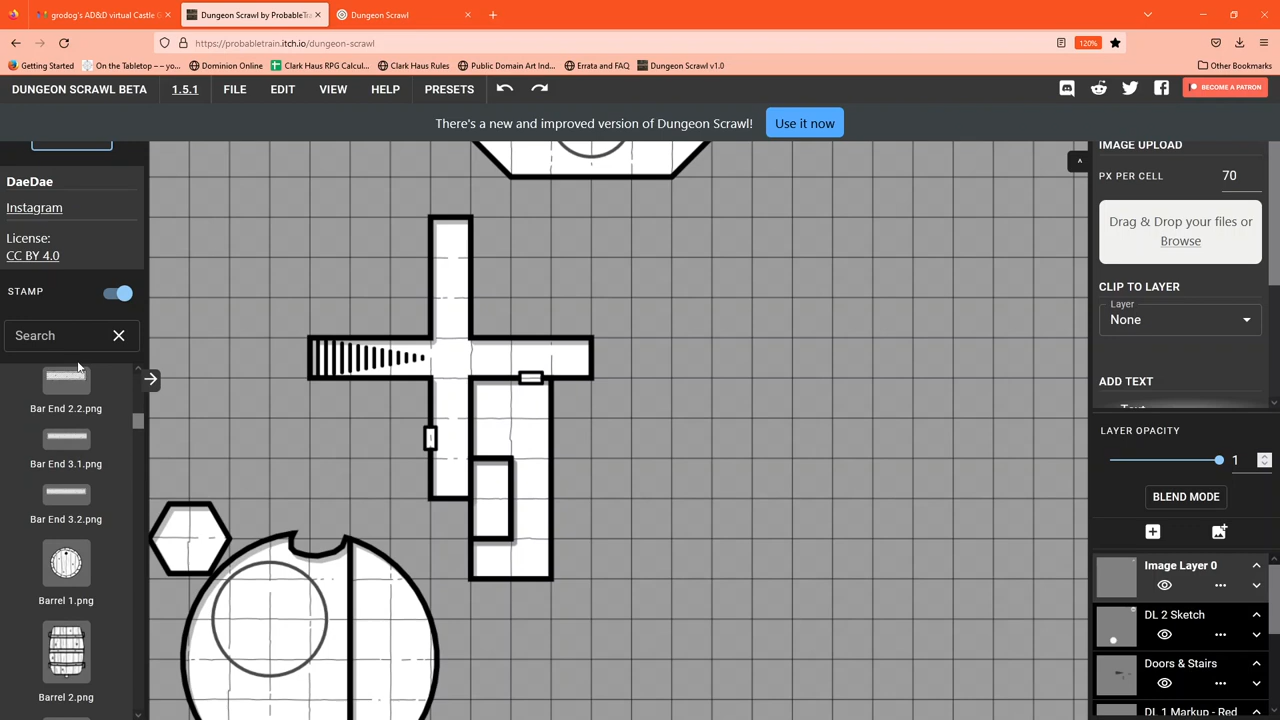 grodog's AD&D virtual Castle D
Dungeon Scrawl by ProbableTra
Dungeon Scrawl
https://probabletrain.itch.io/dungeon-scrawl
120%
Getting Started
On the Tabletop – – yo…
Dominion Online
Clark Haus RPG Calcul…
Clark Haus Rules
Public Domain Art Ind…
Errata and FAQ
Dungeon Scrawl v1.0
Other Bookmarks
DUNGEON SCRAWL BETA 1.5.1 FILE EDIT VIEW HELP PRESETS
BECOME A PATRON
There's a new and improved version of Dungeon Scrawl! Use it now
DaeDae
Instagram
License:
CC BY 4.0
STAMP
Search
Bar End 2.2.png
Bar End 3.1.png
Bar End 3.2.png
Barrel 1.png
Barrel 2.png
IMAGE UPLOAD
PX PER CELL 70
Drag & Drop your files or
Browse
CLIP TO LAYER
Layer
None
ADD TEXT
Text
LAYER OPACITY
1
BLEND MODE
Image Layer 0
DL 2 Sketch
Doors & Stairs
DL 1 Markup - Red